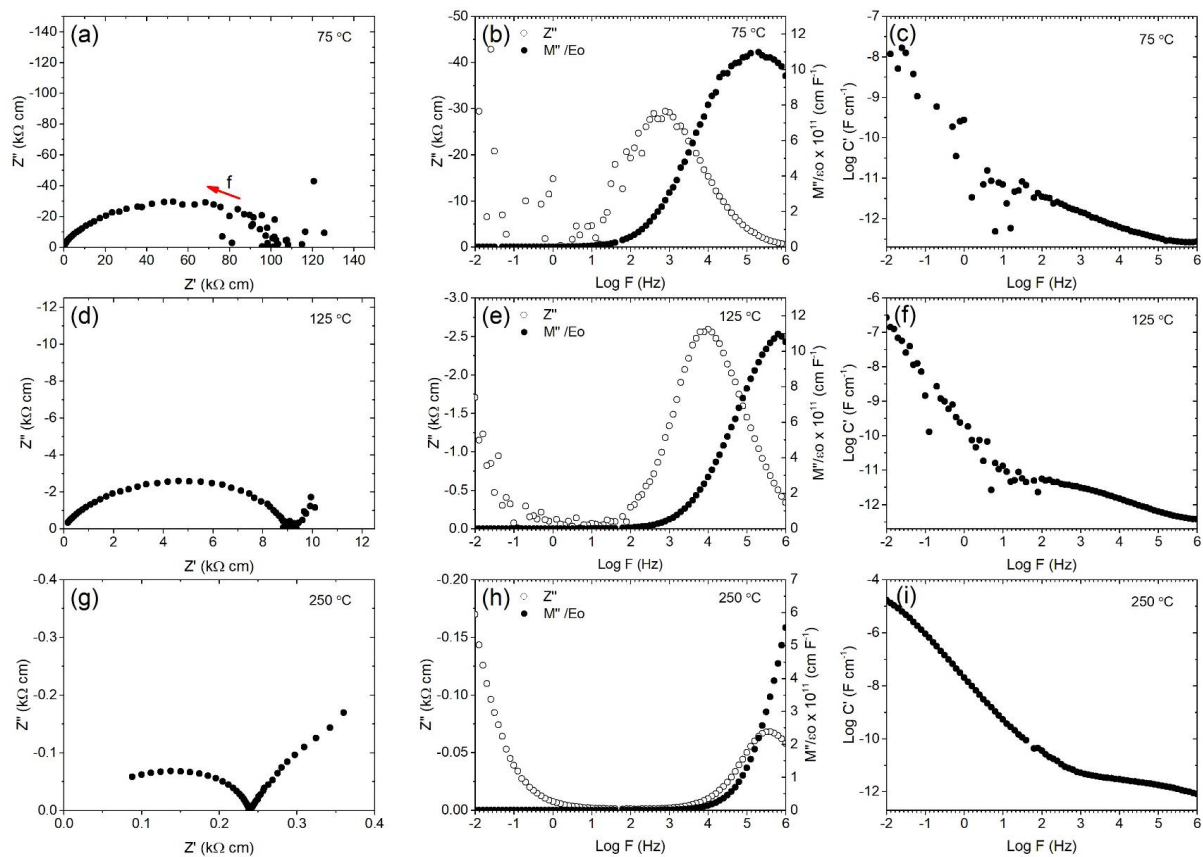 (a)
75 °C
Z'' (kΩ cm)
-140
-120
-100
-80
-60
-40
-20
0
f
0 20 40 60 80 100 120 140
Z' (kΩ cm)
(b)
75 °C
Z''
M'' /Eo
Z'' (kΩ cm)
-50
-40
-30
-20
-10
0
M''/εo x 10¹¹ (cm F⁻¹)
11
10
8
6
4
2
0
-2 -1 0 1 2 3 4 5 6
Log F (Hz)
(c)
75 °C
Log C' (F cm⁻¹)
-7
-8
-9
-10
-11
-12
-2 -1 0 1 2 3 4 5 6
Log F (Hz)
(d)
125 °C
Z'' (kΩ cm)
-12
-10
-8
-6
-4
-2
0
0 2 4 6 8 10 12
Z' (kΩ cm)
(e)
125 °C
Z''
M'' /Eo
Z'' (kΩ cm)
-3.0
-2.5
-2.0
-1.5
-1.0
-0.5
0.0
M''/εo x 10¹¹ (cm F⁻¹)
12
10
8
6
4
2
0
-2 -1 0 1 2 3 4 5 6
Log F (Hz)
(f)
125 °C
Log C' (F cm⁻¹)
-6
-7
-8
-9
-10
-11
-12
-2 -1 0 1 2 3 4 5 6
Log F (Hz)
(g)
250 °C
Z'' (kΩ cm)
-0.4
-0.3
-0.2
-0.1
0.0
0.0 0.1 0.2 0.3 0.4
Z' (kΩ cm)
(h)
250 °C
Z''
M'' /Eo
Z'' (kΩ cm)
-0.20
-0.15
-0.10
-0.05
0.00
M''/εo x 10¹¹ (cm F⁻¹)
7
6
5
4
3
2
1
0
-2 -1 0 1 2 3 4 5 6
Log F (Hz)
(i)
250 °C
Log C' (F cm⁻¹)
-4
-6
-8
-10
-12
-2 -1 0 1 2 3 4 5 6
Log F (Hz)